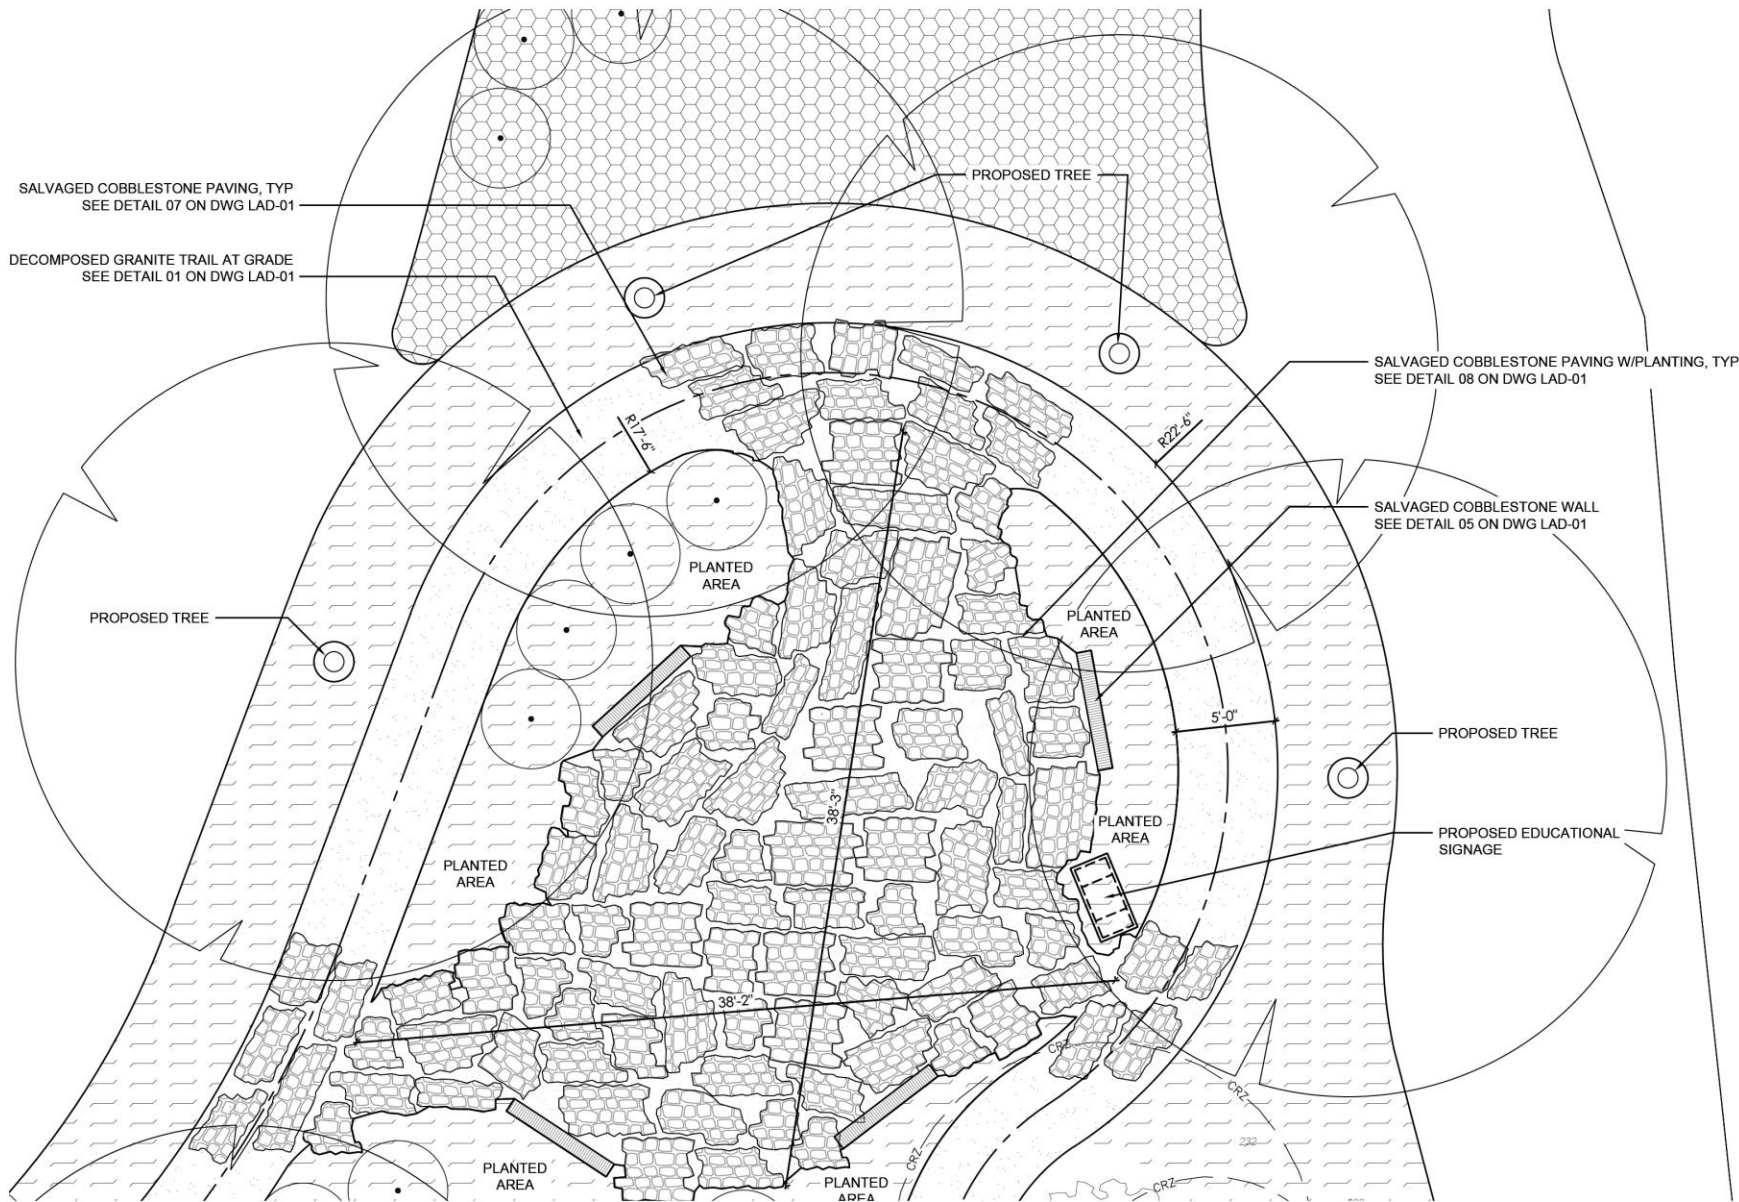 SALVAGED COBBLESTONE PAVING, TYP
SEE DETAIL 07 ON DWG LAD-01
PROPOSED TREE
DECOMPOSED GRANITE TRAIL AT GRADE
SEE DETAIL 01 ON DWG LAD-01
SALVAGED COBBLESTONE PAVING W/PLANTING, TYP
SEE DETAIL 08 ON DWG LAD-01
R17'-6"
R22'-6"
SALVAGED COBBLESTONE WALL
SEE DETAIL 05 ON DWG LAD-01
PLANTED
AREA
PROPOSED TREE
PLANTED
AREA
5'-0"
PROPOSED TREE
38'-3"
PLANTED
AREA
PROPOSED EDUCATIONAL
SIGNAGE
PLANTED
AREA
38'-2"
CRZ
CRZ
232
CRZ
PLANTED
AREA
PLANTED
AREA
CRZ